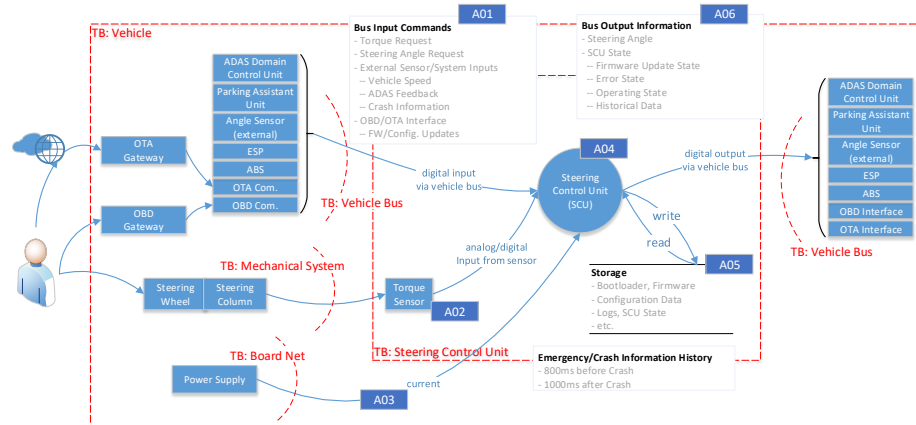 TB: Vehicle
A01
Bus Input Commands
- Torque Request
- Steering Angle Request
- External Sensor/System Inputs
-- Vehicle Speed
-- ADAS Feedback
-- Crash Information
- OBD/OTA Interface
-- FW/Config. Updates
A06
Bus Output Information
- Steering Angle
- SCU State
-- Firmware Update State
-- Error State
-- Operating State
-- Historical Data
ADAS Domain
Control Unit
Parking Assistant
Unit
Angle Sensor
(external)
ESP
ABS
OTA Com.
OBD Com.
OTA
Gateway
OBD
Gateway
TB: Vehicle Bus
digital input
via vehicle bus
A04
Steering
Control Unit
(SCU)
digital output
via vehicle bus
ADAS Domain
Control Unit
Parking Assistant
Unit
Angle Sensor
(external)
ESP
ABS
OBD Interface
OTA Interface
TB: Vehicle Bus
write
read
analog/digital
Input from sensor
TB: Mechanical System
Steering
Wheel
Steering
Column
Torque
Sensor
A02
A05
Storage
- Bootloader, Firmware
- Configuration Data
- Logs, SCU State
- etc.
TB: Board Net
TB: Steering Control Unit
Power Supply
A03
current
Emergency/Crash Information History
- 800ms before Crash
- 1000ms after Crash